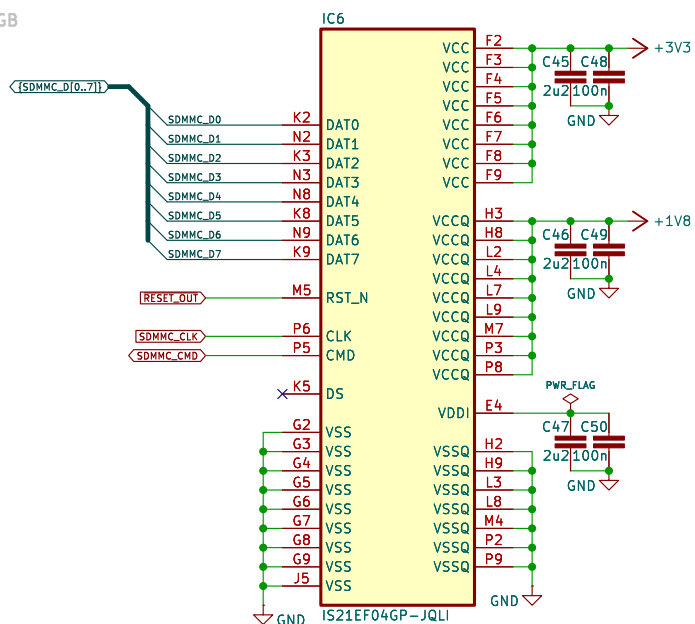 GB
IC6
{SDMMC_D[0..7]}
SDMMC_D0
SDMMC_D1
SDMMC_D2
SDMMC_D3
SDMMC_D4
SDMMC_D5
SDMMC_D6
SDMMC_D7
K2 DAT0
N2 DAT1
K3 DAT2
N3 DAT3
N8 DAT4
K8 DAT5
N9 DAT6
K9 DAT7
RESET_OUT M5 RST_N
SDMMC_CLK P6 CLK
SDMMC_CMD P5 CMD
K5 DS
G2 VSS
G3 VSS
G4 VSS
G5 VSS
G6 VSS
G7 VSS
G8 VSS
G9 VSS
J5 VSS
GND
VCC F2
VCC F3
VCC F4
VCC F5
VCC F6
VCC F7
VCC F8
VCC F9
+3V3
C45 C48
2u2 100n
GND
VCCQ H3
VCCQ H8
VCCQ L2
VCCQ L4
VCCQ L7
VCCQ L9
VCCQ M7
VCCQ P3
VCCQ P8
+1V8
C46 C49
2u2 100n
GND
PWR_FLAG
VDDI E4
C47 C50
2u2 100n
GND
VSSQ H2
VSSQ H9
VSSQ L3
VSSQ L8
VSSQ M4
VSSQ P2
VSSQ P9
GND
IS21EF04GP-JQLI